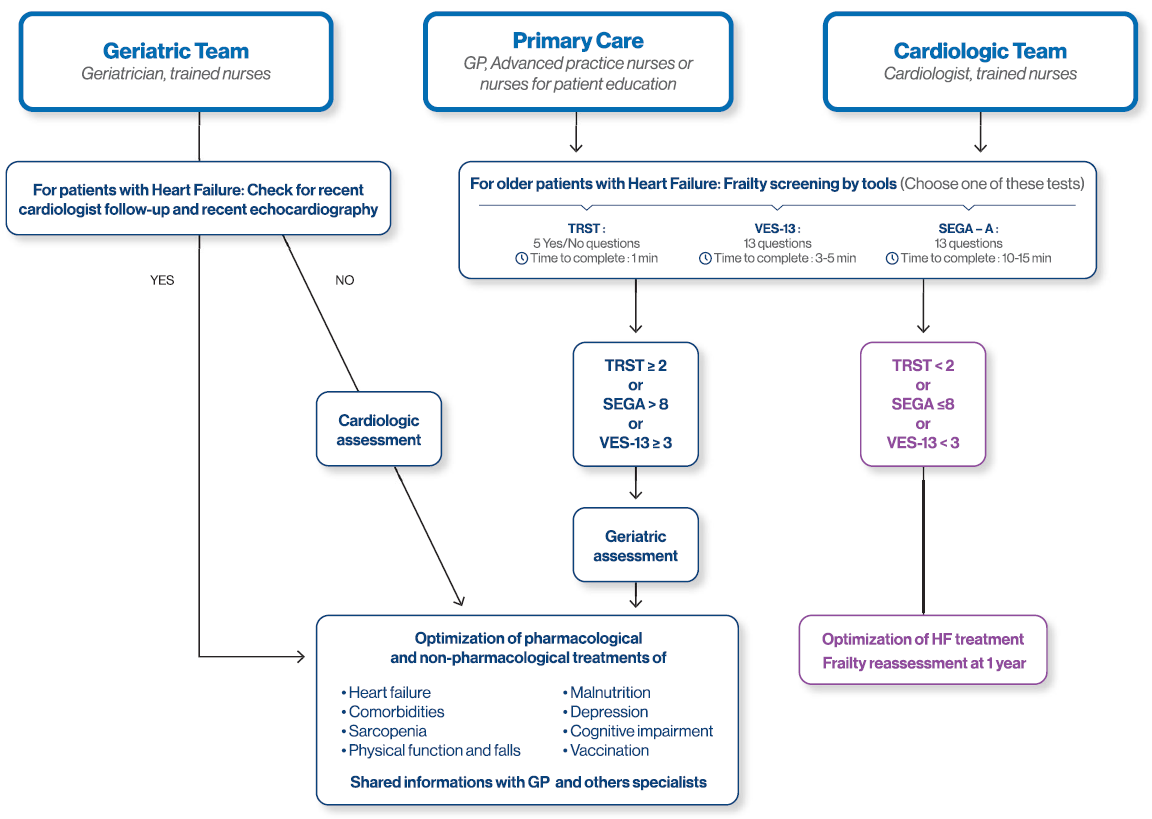 Geriatric Team
Geriatrician, trained nurses
Primary Care
GP, Advanced practice nurses or
nurses for patient education
Cardiologic Team
Cardiologist, trained nurses
For patients with Heart Failure: Check for recent
cardiologist follow-up and recent echocardiography
For older patients with Heart Failure: Frailty screening by tools (Choose one of these tests)
TRST :
5 Yes/No questions
Time to complete : 1 min
VES-13 :
13 questions
Time to complete : 3-5 min
SEGA – A :
13 questions
Time to complete : 10-15 min
YES
NO
Cardiologic
assessment
TRST ≥ 2
or
SEGA > 8
or
VES-13 ≥ 3
TRST < 2
or
SEGA ≤8
or
VES-13 < 3
Geriatric
assessment
Optimization of pharmacological
and non-pharmacological treatments of
• Heart failure
• Comorbidities
• Sarcopenia
• Physical function and falls
• Malnutrition
• Depression
• Cognitive impairment
• Vaccination
Shared informations with GP and others specialists
Optimization of HF treatment
Frailty reassessment at 1 year